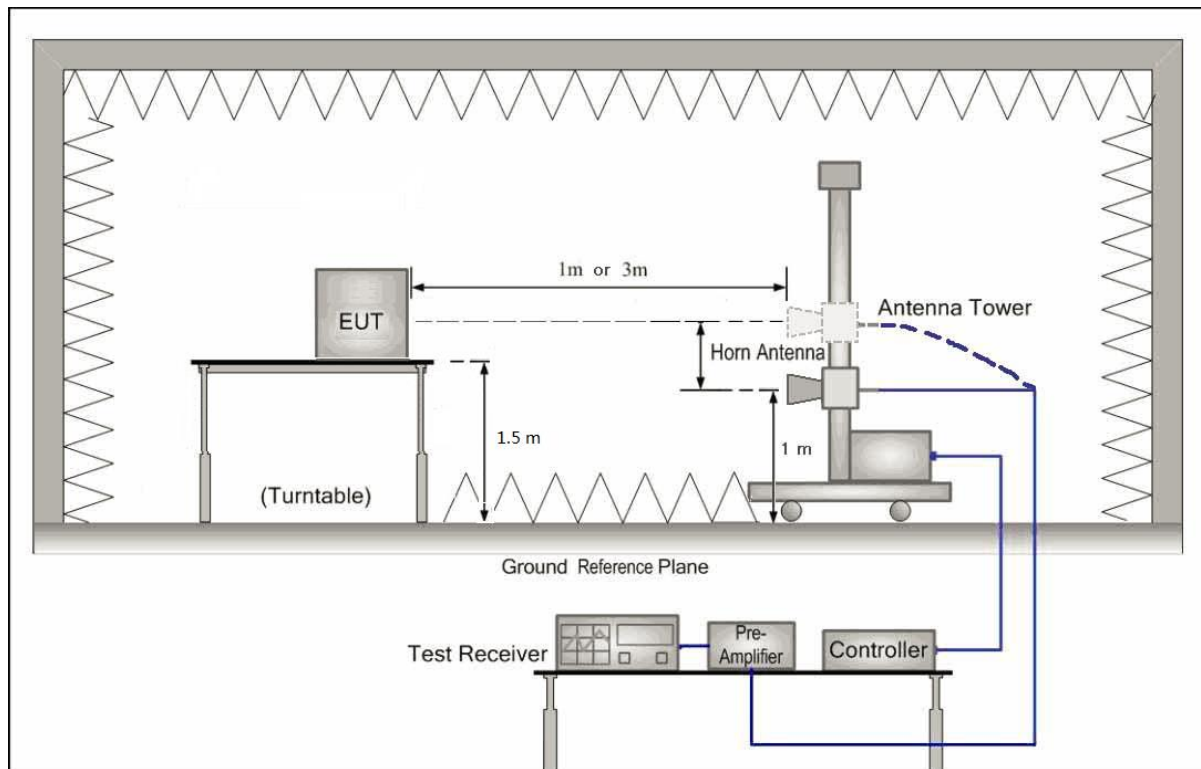 1m or 3m
EUT
Antenna Tower
Horn Antenna
1.5 m
1 m
(Turntable)
Ground Reference Plane
Test Receiver
Pre-
Amplifier
Controller